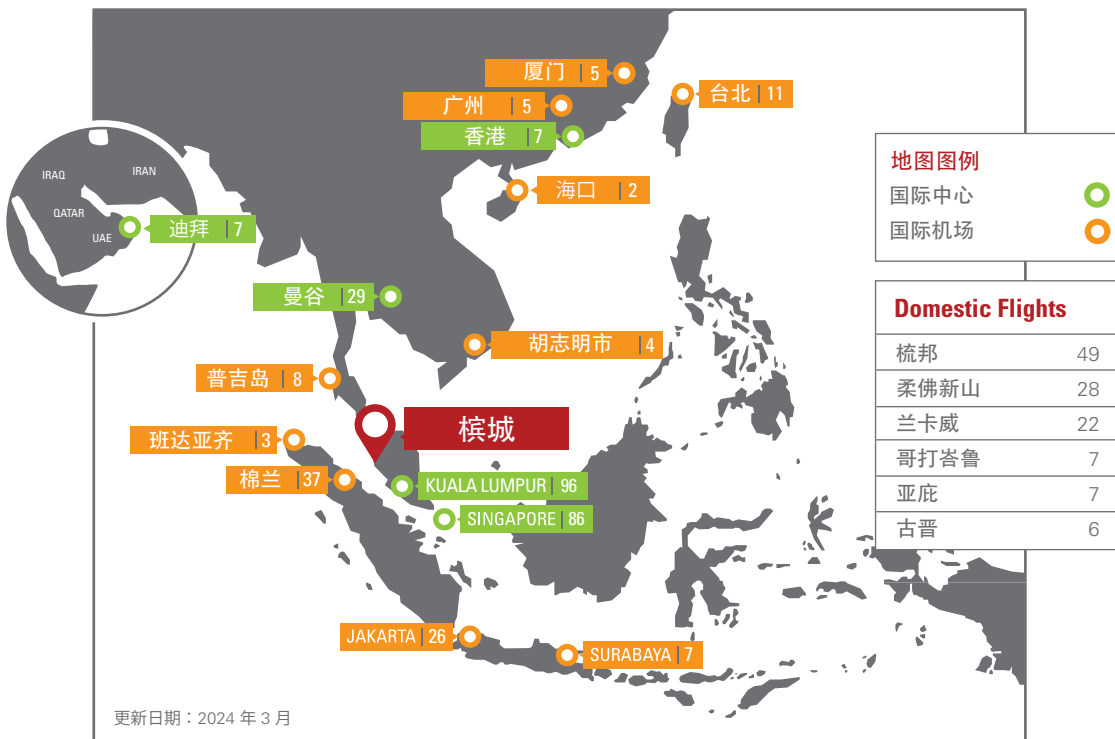 厦门 | 5
台北 | 11
广州 | 5
香港 | 7
海口 | 2
IRAQ
IRAN
QATAR
UAE
迪拜 | 7
曼谷 | 29
胡志明市 | 4
普吉岛 | 8
槟城
班达亚齐 | 3
棉兰 | 37
KUALA LUMPUR | 96
SINGAPORE | 86
JAKARTA | 26
SURABAYA | 7
地图图例
国际中心
国际机场
Domestic Flights
梳邦 49
柔佛新山 28
兰卡威 22
哥打峇鲁 7
亚庇 7
古晋 6
更新日期：2024 年 3 月